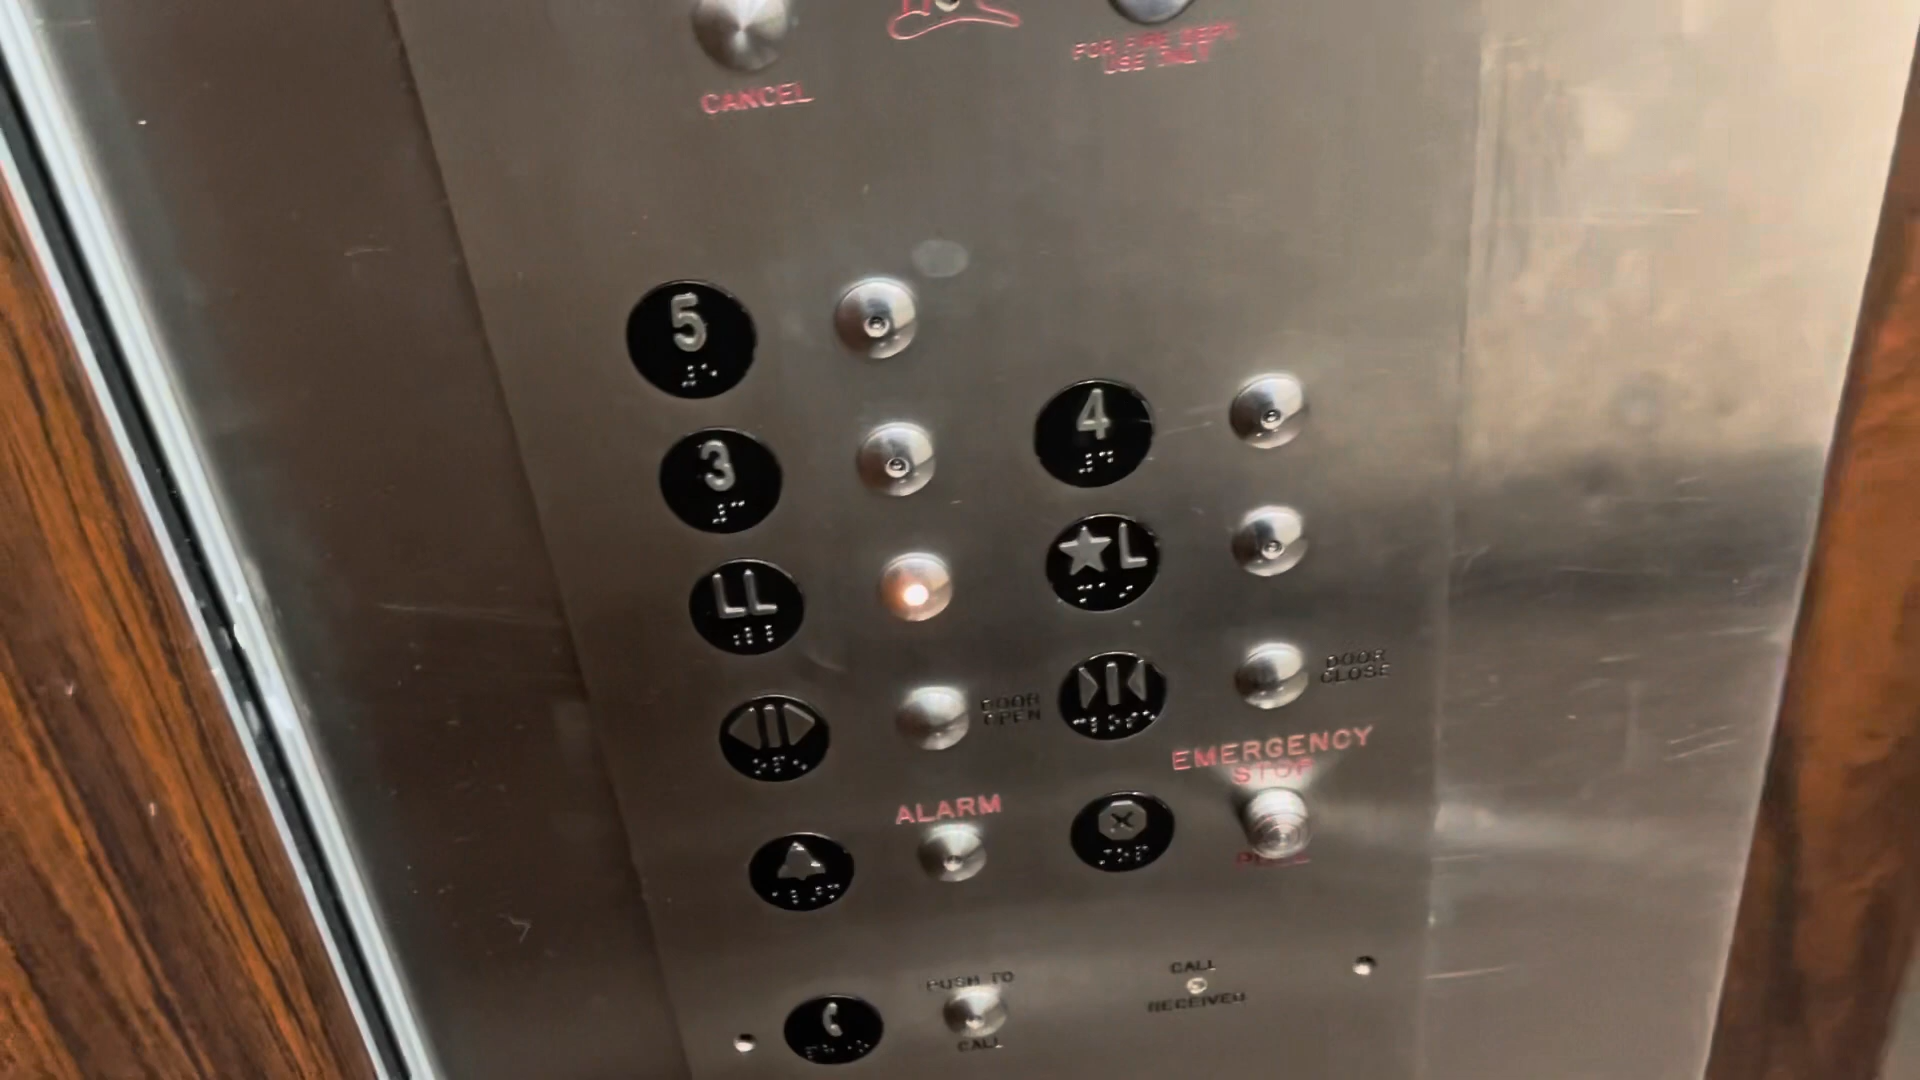 CANCEL
FOR FIRE DEPT.
USE ONLY
5
4
3
★L
LL
DOOR
OPEN
DOOR
CLOSE
EMERGENCY
STOP
PULL
ALARM
PUSH TO
CALL
CALL
RECEIVED